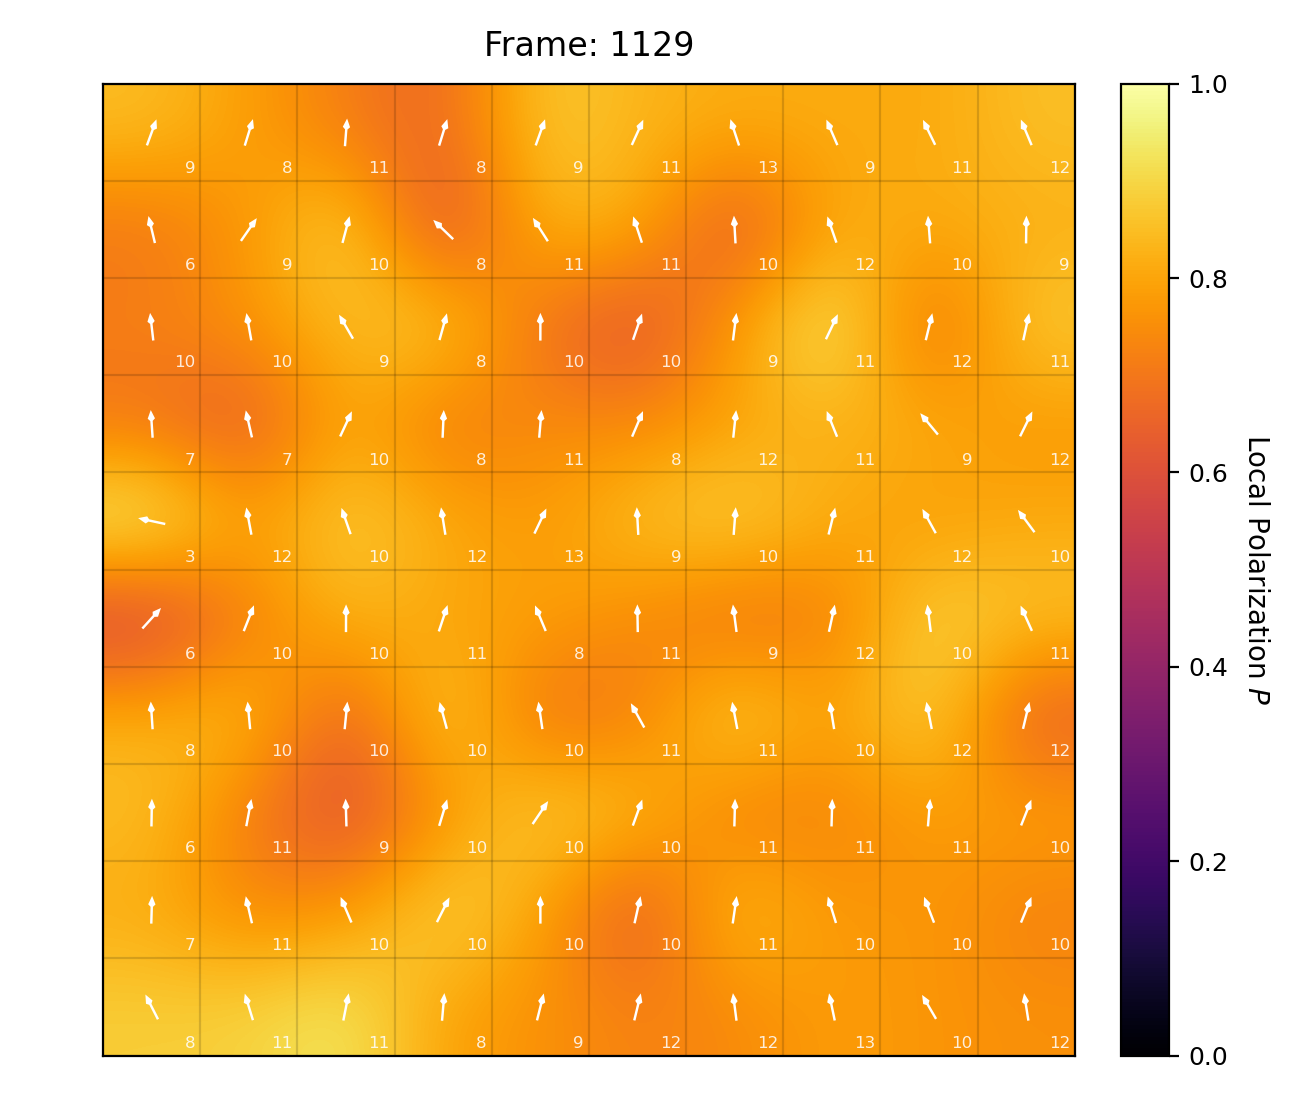 Frame: 1129
9 8 11 8 9 11 13 9 11 12
6 9 10 8 11 11 10 12 10 9
10 10 9 8 10 10 9 11 12 11
7 7 10 8 11 8 12 11 9 12
3 12 10 12 13 9 10 11 12 10
6 10 10 11 8 11 9 12 10 11
8 10 10 10 10 11 11 10 12 12
6 11 9 10 10 10 11 11 11 10
7 11 10 10 10 10 11 10 10 10
8 11 11 8 9 12 12 13 10 12
1.0
0.8
0.6
0.4
0.2
0.0
Local Polarization P